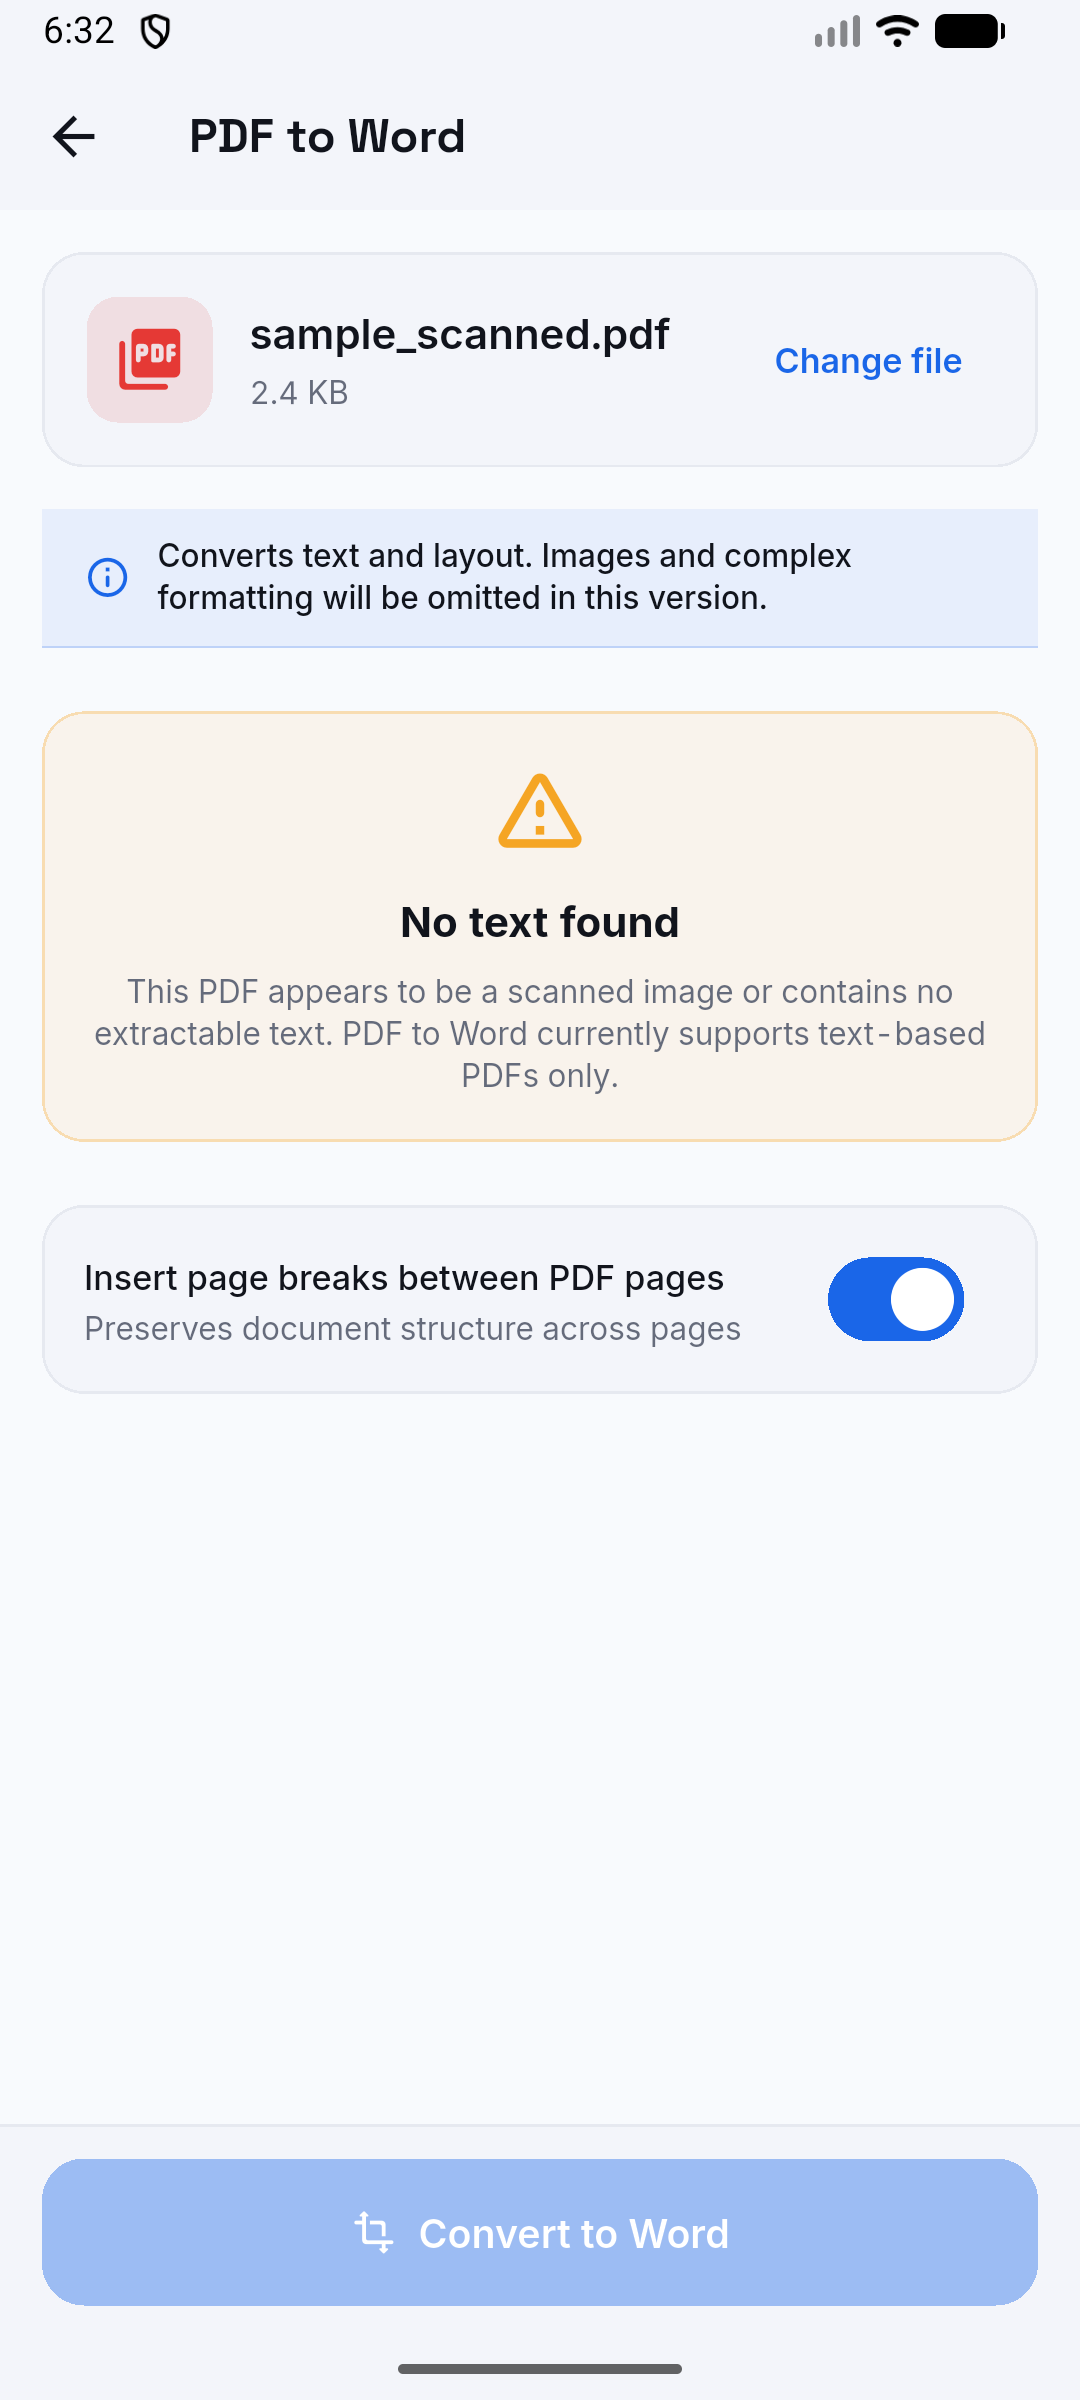 6:32
PDF to Word
PDF
sample_scanned.pdf
2.4 KB
Change file
Converts text and layout. Images and complex
formatting will be omitted in this version.
No text found
This PDF appears to be a scanned image or contains no
extractable text. PDF to Word currently supports text-based
PDFs only.
Insert page breaks between PDF pages
Preserves document structure across pages
Convert to Word